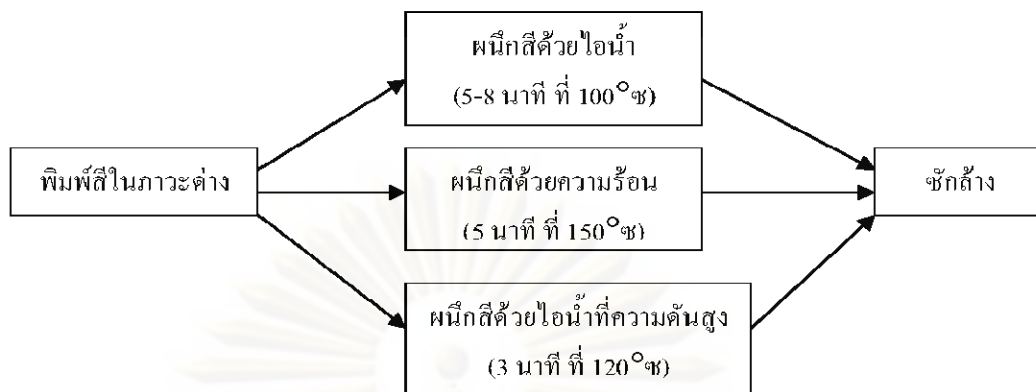 ผนึกสีด้วยไอน้ำ
(5-8 นาที ที่ 100°ซ)
พิมพ์สีในภาวะด่าง
ผนึกสีด้วยความร้อน
(5 นาที ที่ 150°ซ)
ซักล้าง
ผนึกสีด้วยไอน้ำที่ความดันสูง
(3 นาที ที่ 120°ซ)